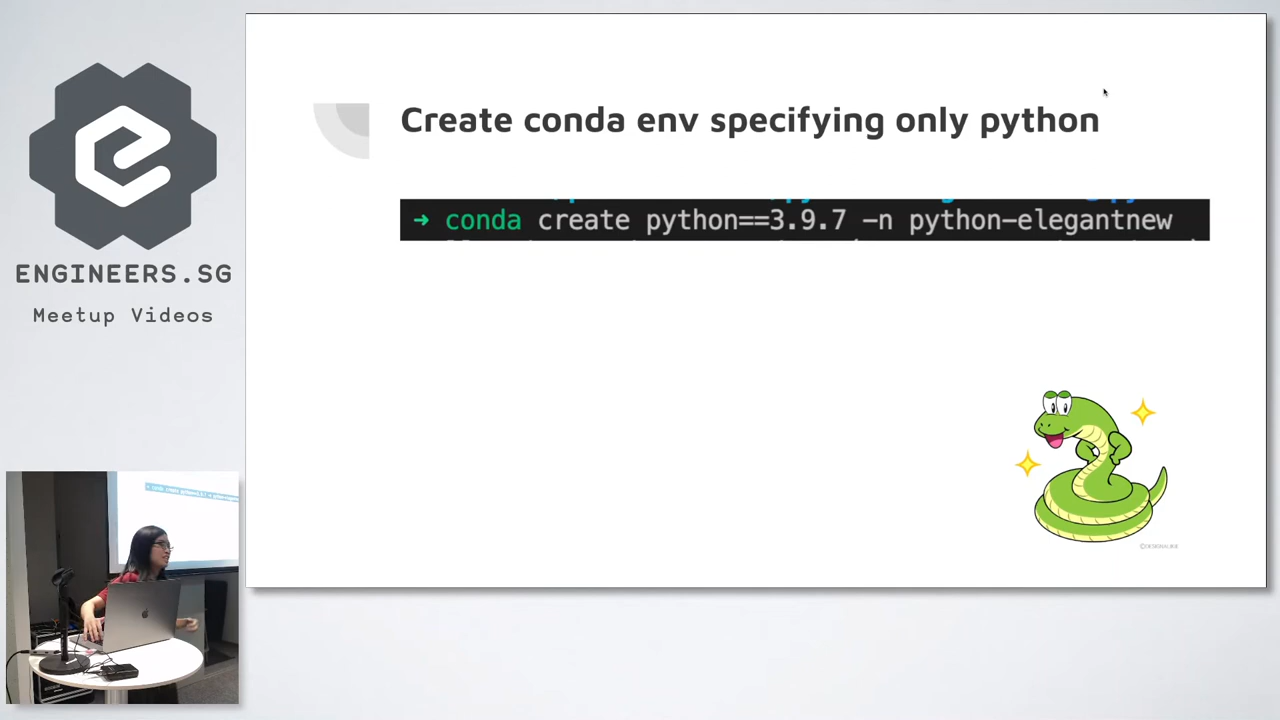 ENGINEERS.SG
Meetup Videos
Create conda env specifying only python
➜ conda create python==3.9.7 -n python-elegantnew